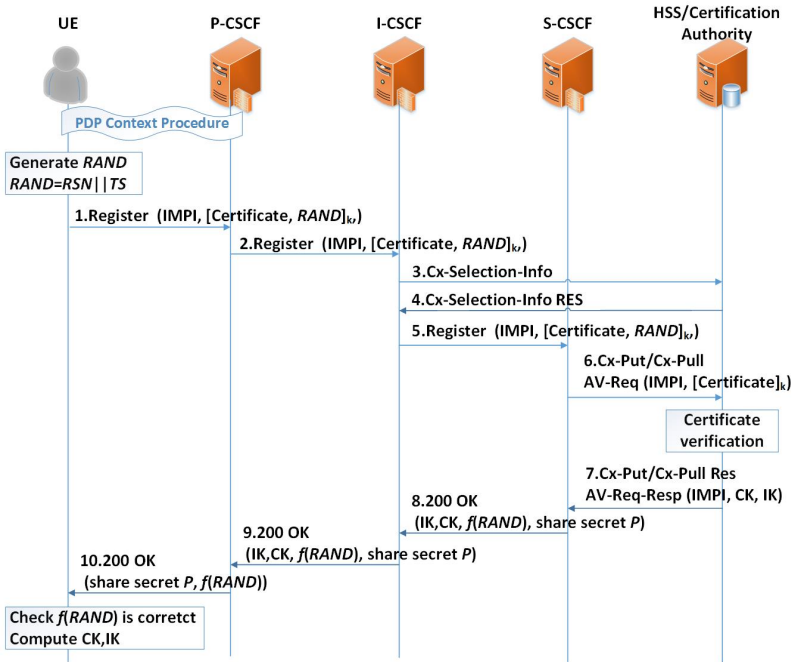 UE
P-CSCF
I-CSCF
S-CSCF
HSS/Certification
Authority
PDP Context Procedure
Generate RAND
RAND=RSN||TS
1.Register (IMPI, [Certificate, RAND]k,)
2.Register (IMPI, [Certificate, RAND]k,)
3.Cx-Selection-Info
4.Cx-Selection-Info RES
5.Register (IMPI, [Certificate, RAND]k,)
6.Cx-Put/Cx-Pull
AV-Req (IMPI, [Certificate]k)
Certificate
verification
7.Cx-Put/Cx-Pull Res
AV-Req-Resp (IMPI, CK, IK)
8.200 OK
(IK,CK, f(RAND), share secret P)
9.200 OK
(IK,CK, f(RAND), share secret P)
10.200 OK
(share secret P, f(RAND))
Check f(RAND) is corretct
Compute CK,IK